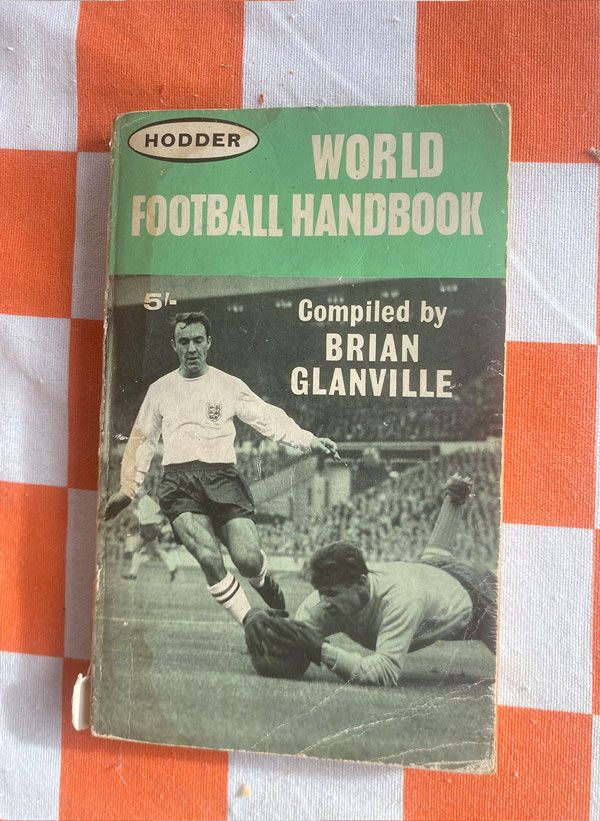 HODDER
WORLD
FOOTBALL HANDBOOK
5/-
Compiled by
BRIAN
GLANVILLE